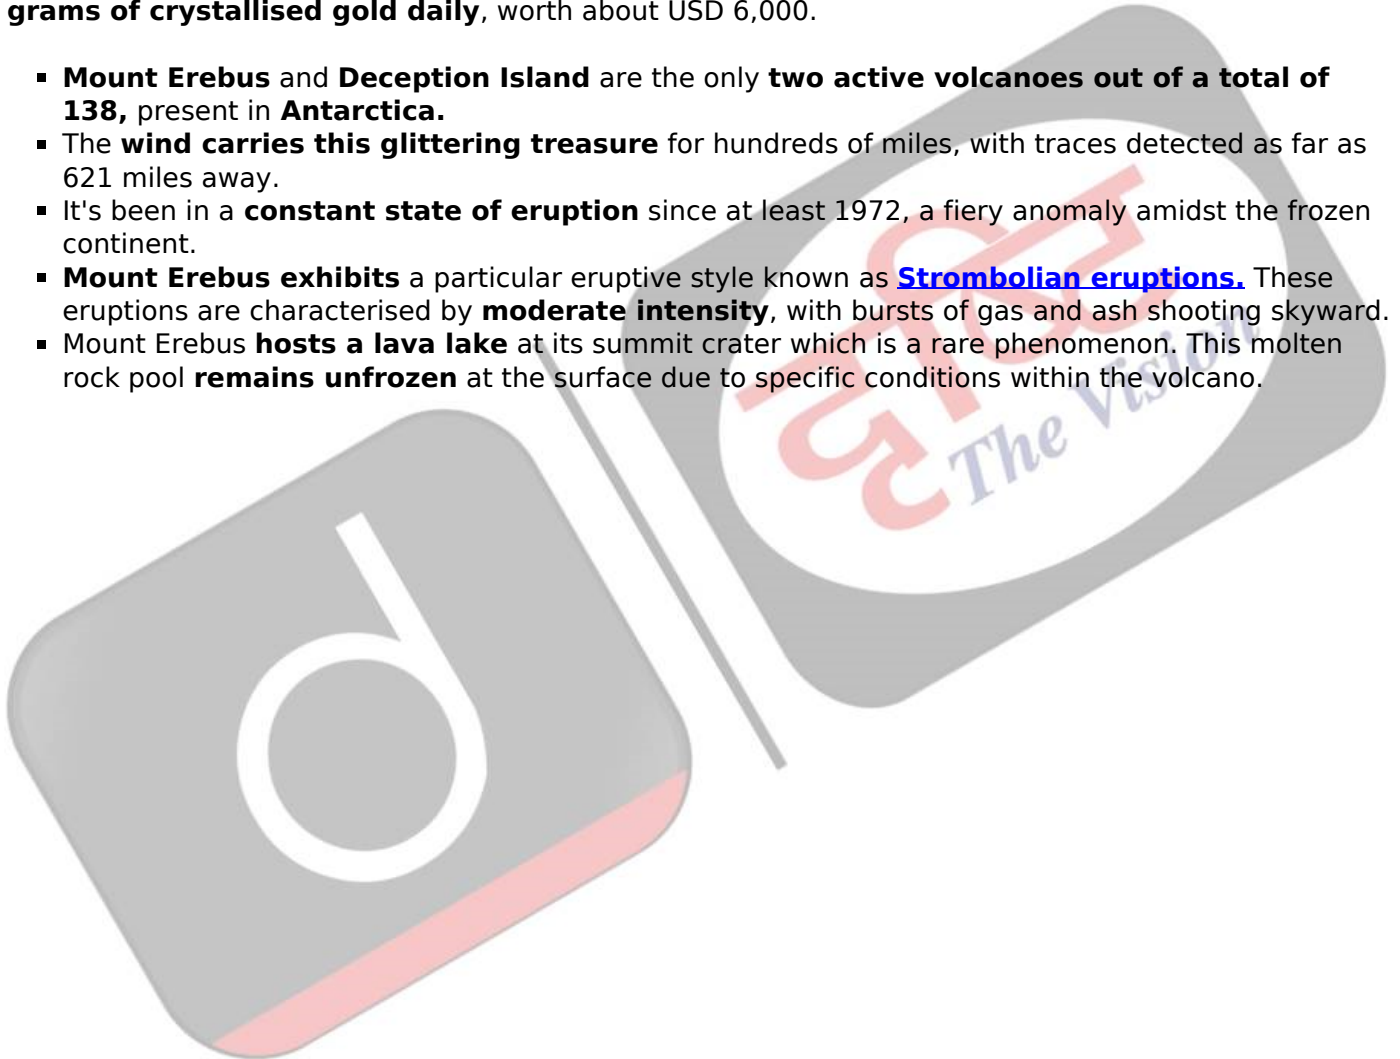 grams of crystallised gold daily, worth about USD 6,000.
▪ Mount Erebus and Deception Island are the only two active volcanoes out of a total of
138, present in Antarctica.
▪ The wind carries this glittering treasure for hundreds of miles, with traces detected as far as
621 miles away.
▪ It's been in a constant state of eruption since at least 1972, a fiery anomaly amidst the frozen
continent.
▪ Mount Erebus exhibits a particular eruptive style known as Strombolian eruptions. These
eruptions are characterised by moderate intensity, with bursts of gas and ash shooting skyward.
▪ Mount Erebus hosts a lava lake at its summit crater which is a rare phenomenon. This molten
rock pool remains unfrozen at the surface due to specific conditions within the volcano.
दृष्टि
The Vision
d